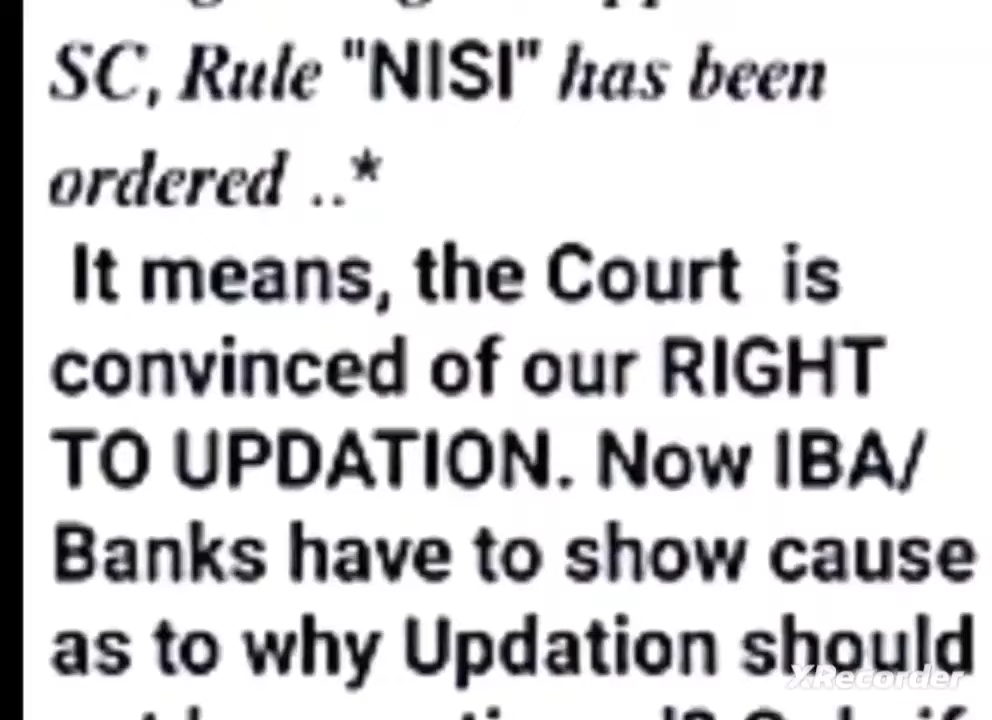 SC, Rule "NISI" has been
ordered ..*
It means, the Court is
convinced of our RIGHT
TO UPDATION. Now IBA/
Banks have to show cause
as to why Updation should
XRecorder